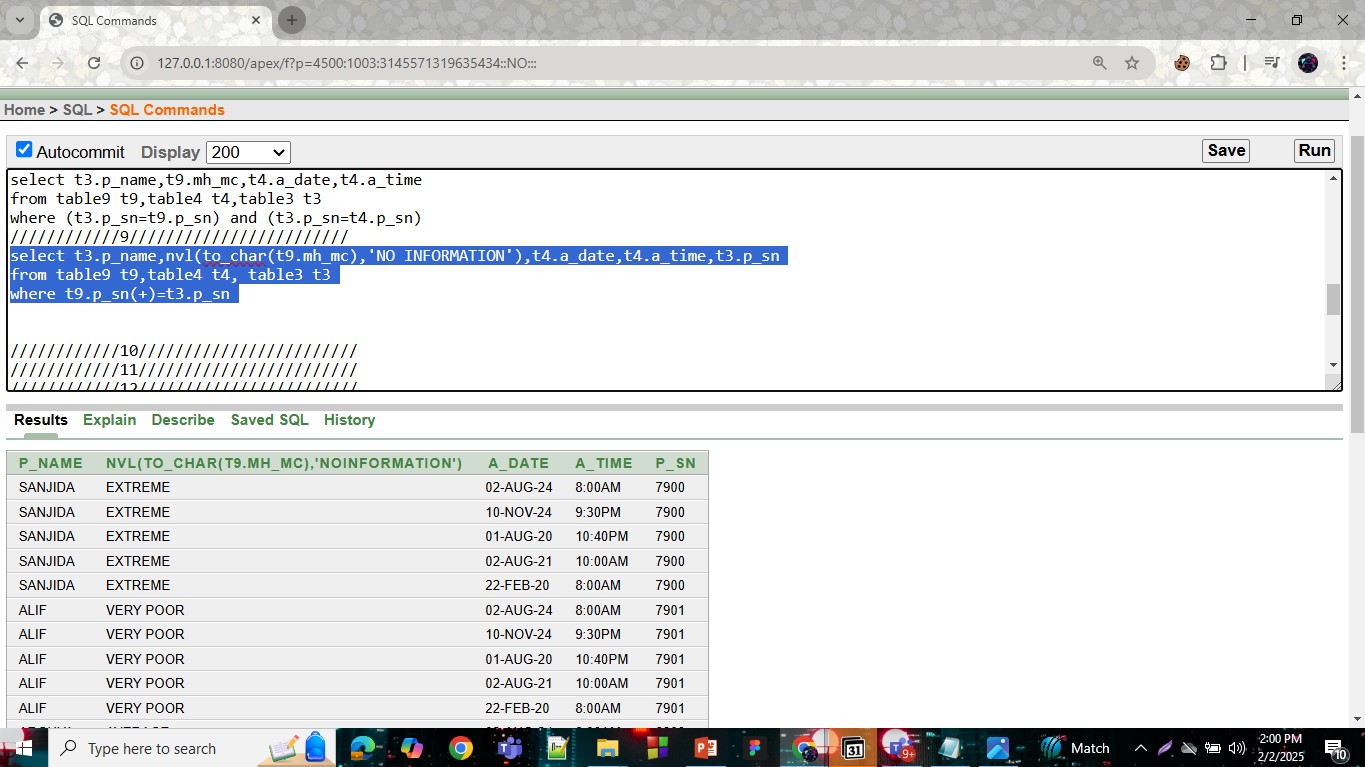 SQL Commands
127.0.0.1:8080/apex/f?p=4500:1003:3145571319635434::NO:::
Home > SQL > SQL Commands
Autocommit Display 200 Save Run
select t3.p_name,t9.mh_mc,t4.a_date,t4.a_time
from table9 t9,table4 t4,table3 t3
where (t3.p_sn=t9.p_sn) and (t3.p_sn=t4.p_sn)
////////////9////////////////////////
select t3.p_name,nvl(to_char(t9.mh_mc),'NO INFORMATION'),t4.a_date,t4.a_time,t3.p_sn
from table9 t9,table4 t4, table3 t3
where t9.p_sn(+)=t3.p_sn
////////////10////////////////////////
////////////11////////////////////////
////////////12////////////////////////
Results Explain Describe Saved SQL History
P_NAME NVL(TO_CHAR(T9.MH_MC),'NOINFORMATION') A_DATE A_TIME P_SN
SANJIDA EXTREME 02-AUG-24 8:00AM 7900
SANJIDA EXTREME 10-NOV-24 9:30PM 7900
SANJIDA EXTREME 01-AUG-20 10:40PM 7900
SANJIDA EXTREME 02-AUG-21 10:00AM 7900
SANJIDA EXTREME 22-FEB-20 8:00AM 7900
ALIF VERY POOR 02-AUG-24 8:00AM 7901
ALIF VERY POOR 10-NOV-24 9:30PM 7901
ALIF VERY POOR 01-AUG-20 10:40PM 7901
ALIF VERY POOR 02-AUG-21 10:00AM 7901
ALIF VERY POOR 22-FEB-20 8:00AM 7901
Type here to search
31
9+
Match
2:00 PM
2/2/2025
10